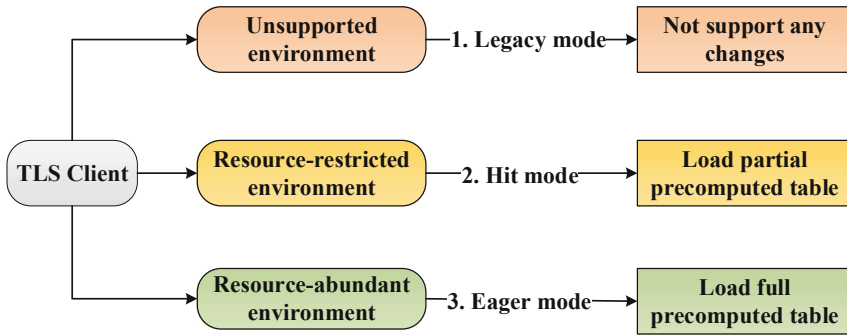 TLS Client
Unsupported
environment
1. Legacy mode
Not support any
changes
Resource-restricted
environment
2. Hit mode
Load partial
precomputed table
Resource-abundant
environment
3. Eager mode
Load full
precomputed table